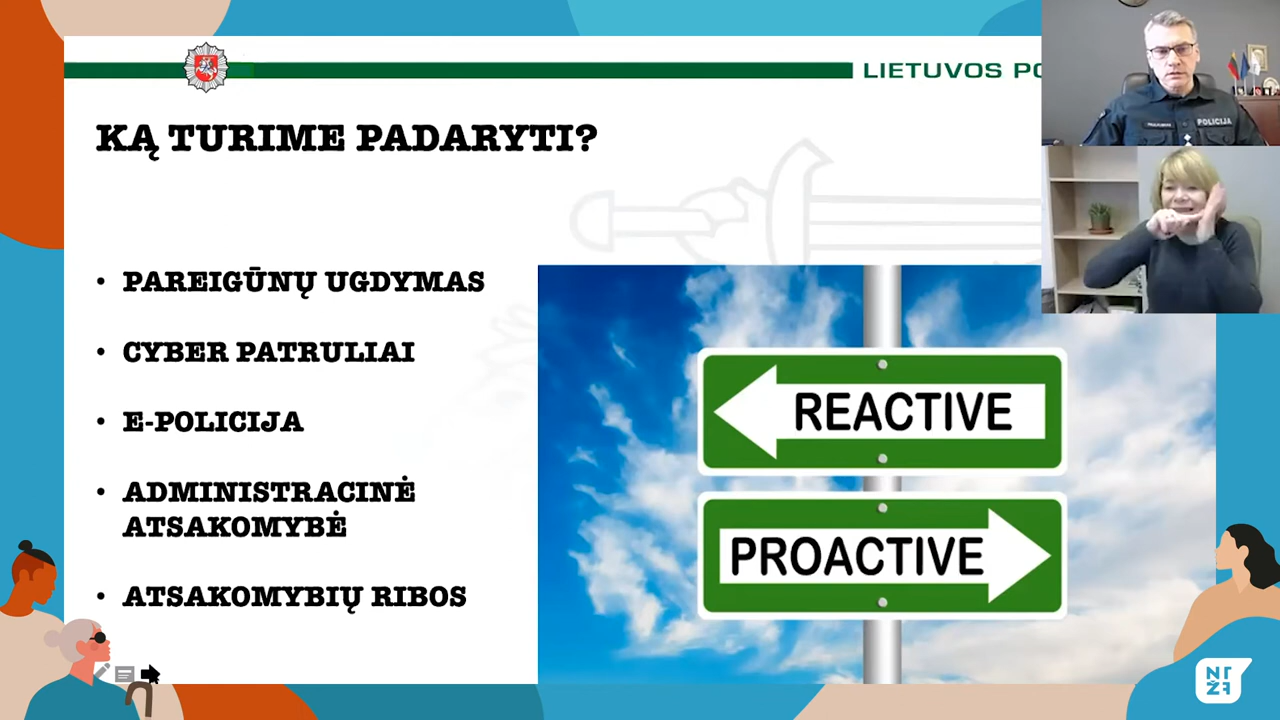 LIETUVOS PO
POLICIJA
KĄ TURIME PADARYTI?
• PAREIGŪNŲ UGDYMAS
• CYBER PATRULIAI
• E-POLICIJA
• ADMINISTRACINĖ
ATSAKOMYBĖ
• ATSAKOMYBIŲ RIBOS
REACTIVE
PROACTIVE